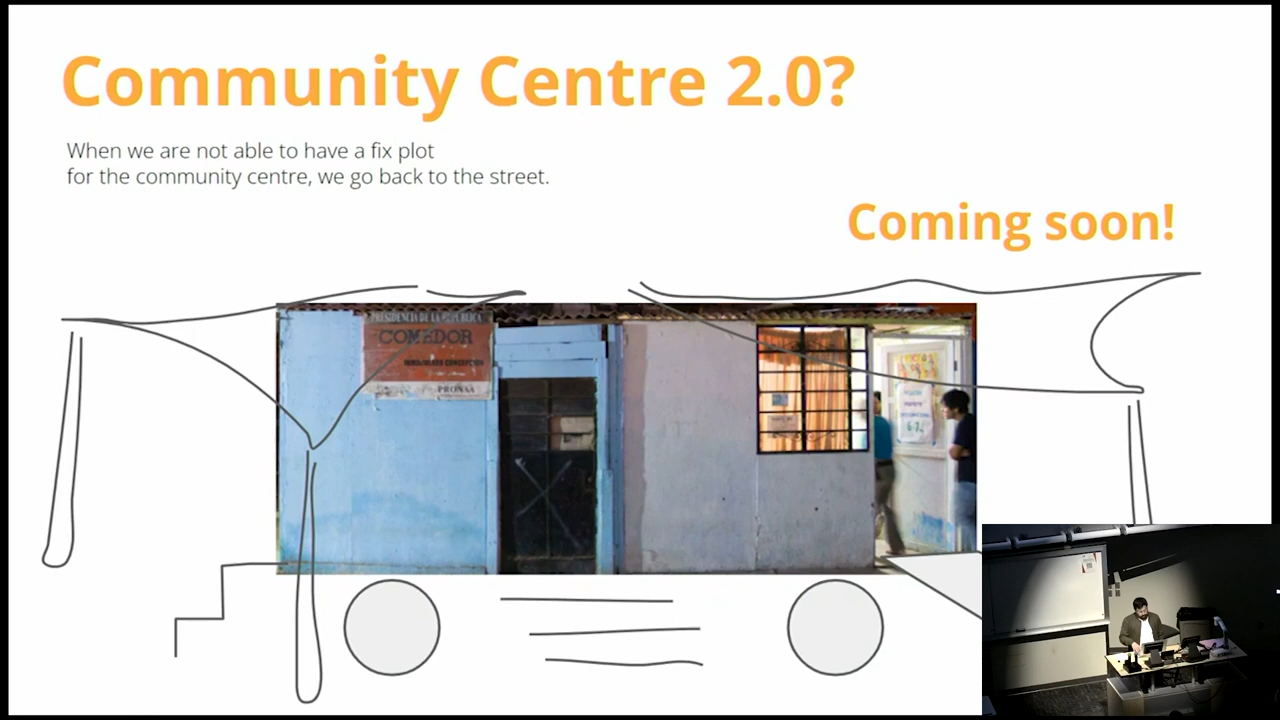 Community Centre 2.0?
When we are not able to have a fix plot
for the community centre, we go back to the street.
Coming soon!
PRESIDENCIA DE LA REPUBLICA
COMEDOR
PRONAA